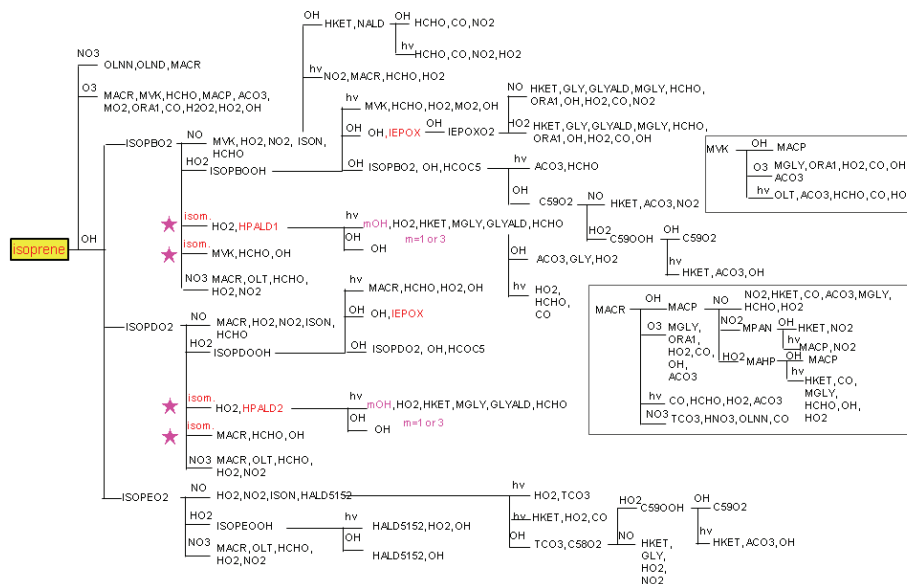 OH
HKET, NALD
OH
HCHO, CO, NO2
hv
HCHO, CO, NO2, HO2
NO3
OLNN, OLND, MACR
hv
NO2, MACR, HCHO, HO2
O3
MACR, MVK, HCHO, MACP, ACO3,
MO2, ORA1, CO, H2O2, HO2, OH
hv
MVK, HCHO, HO2, MO2, OH
NO
HKET, GLY, GLYALD, MGLY, HCHO,
ORA1, OH, HO2, CO, NO2
ISOPBO2
NO
MVK, HO2, NO2, ISON,
HCHO
OH
OH, IEPOX
OH
IEPOXO2
HO2
HKET, GLY, GLYALD, MGLY, HCHO,
ORA1, OH, HO2, CO, OH
HO2
ISOPBOOH
OH
ISOPBO2, OH, HCOC5
hv
ACO3, HCHO
OH
C59O2
NO
HKET, ACO3, NO2
HO2
C59OOH
OH
C59O2
hv
HKET, ACO3, OH
MVK
OH
MACP
O3
MGLY, ORA1, HO2, CO, OH
ACO3
hv
OLT, ACO3, HCHO, CO, HO
isoprene
OH
isom.
HO2, HPALD1
hv
mOH, HO2, HKET, MGLY, GLYALD, HCHO
m=1 or 3
OH
OH
OH
ACO3, GLY, HO2
hv
HO2,
HCHO,
CO
isom.
MVK, HCHO, OH
NO3
MACR, OLT, HCHO,
HO2, NO2
ISOPDO2
NO
MACR, HO2, NO2, ISON,
HCHO
HO2
ISOPDOOH
hv
MACR, HCHO, HO2, OH
OH
OH, IEPOX
OH
ISOPDO2, OH, HCOC5
isom.
HO2, HPALD2
hv
mOH, HO2, HKET, MGLY, GLYALD, HCHO
m=1 or 3
OH
OH
isom.
MACR, HCHO, OH
NO3
MACR, OLT, HCHO,
HO2, NO2
MACR
OH
MACP
NO
NO2, HKET, CO, ACO3, MGLY,
HCHO, HO2
NO2
MPAN
OH
HKET, NO2
hv
MACP, NO2
HO2
MAHP
OH
MACP
hv
HKET, CO,
MGLY,
HCHO, OH,
HO2
O3
MGLY,
ORA1,
HO2, CO,
OH,
ACO3
hv
CO, HCHO, HO2, ACO3
NO3
TCO3, HNO3, OLNN, CO
ISOPEO2
NO
HO2, NO2, ISON, HALD5152
hv
HO2, TCO3
hv
HKET, HO2, CO
OH
TCO3, C58O2
HO2
C59OOH
OH
C59O2
hv
HKET, ACO3, OH
NO
HKET,
GLY,
HO2,
NO2
HO2
ISOPEOOH
hv
HALD5152, HO2, OH
OH
HALD5152, OH
NO3
MACR, OLT, HCHO,
HO2, NO2